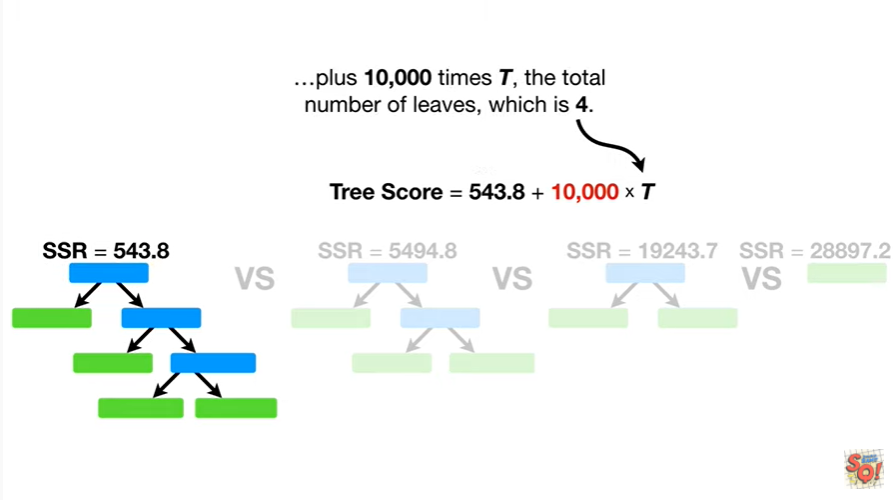 ...plus 10,000 times T, the total
number of leaves, which is 4.
Tree Score = 543.8 + 10,000 x T
SSR = 543.8
SSR = 5494.8
SSR = 19243.7
SSR = 28897.2
VS
VS
VS
SQ!